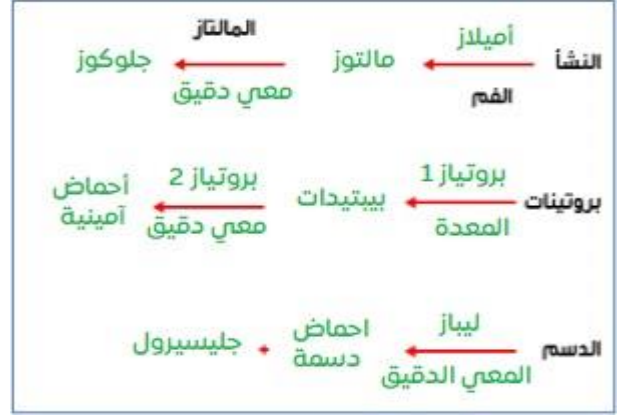 المالتاز
أميلاز
النشأ
مالتوز
جلوكوز
الفم
معي دقيق
بروتياز 1
بروتياز 2
بروتينات
بيبتيدات
أحماض
آمينية
المعدة
معي دقيق
ليباز
الدسم
احماض
دسمة
+ جليسيرول
المعي الدقيق